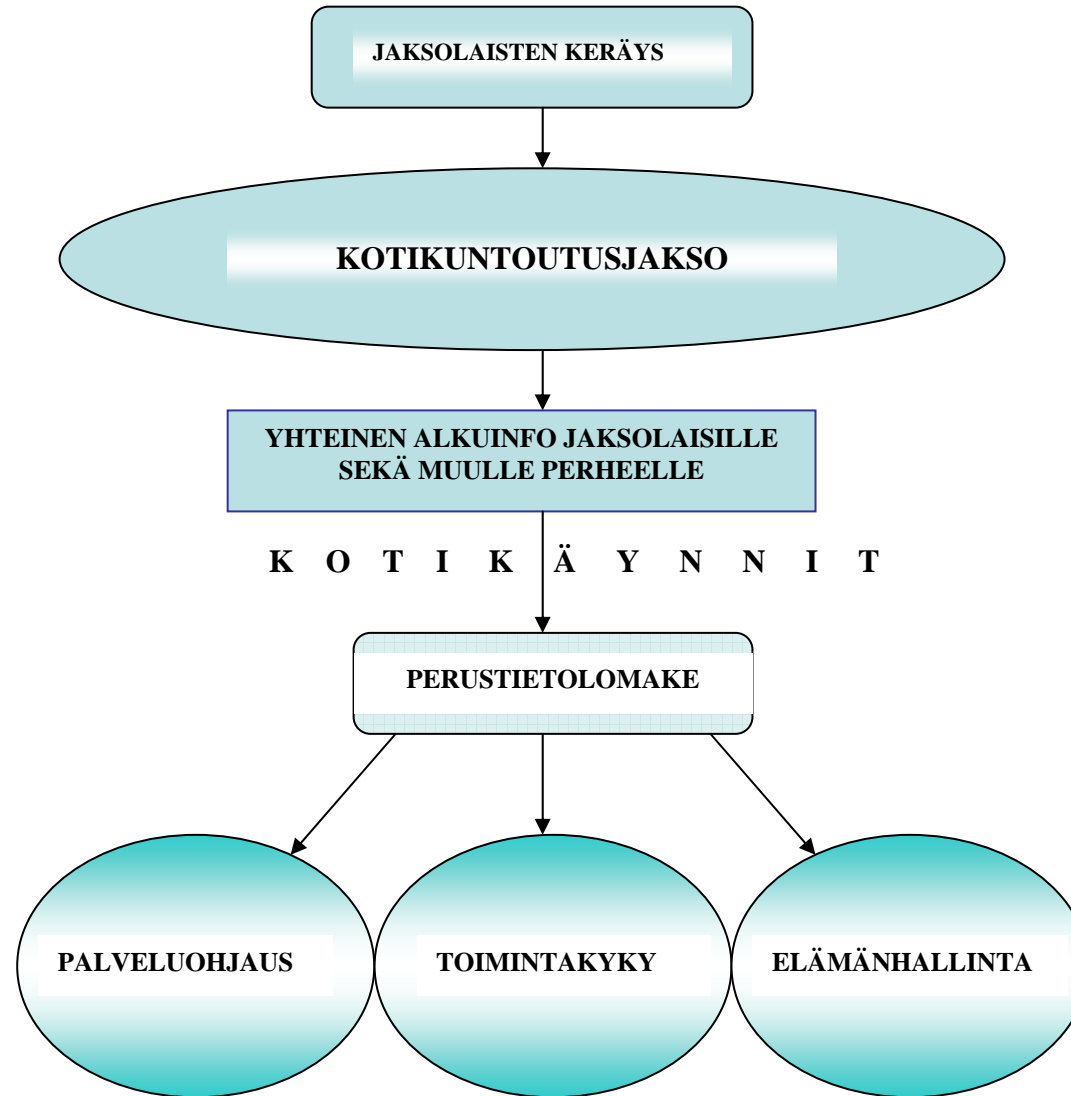 JAKSOLAISTEN KERÄYS
KOTIKUNTOUTUSJAKSO
YHTEINEN ALKUINFO JAKSOLAISILLE
SEKÄ MUULLE PERHEELLE
K O T I K Ä Y N N I T
PERUSTIETOLOMAKE
PALVELUOHJAUS
TOIMINTAKYKY
ELÄMÄNHALLINTA